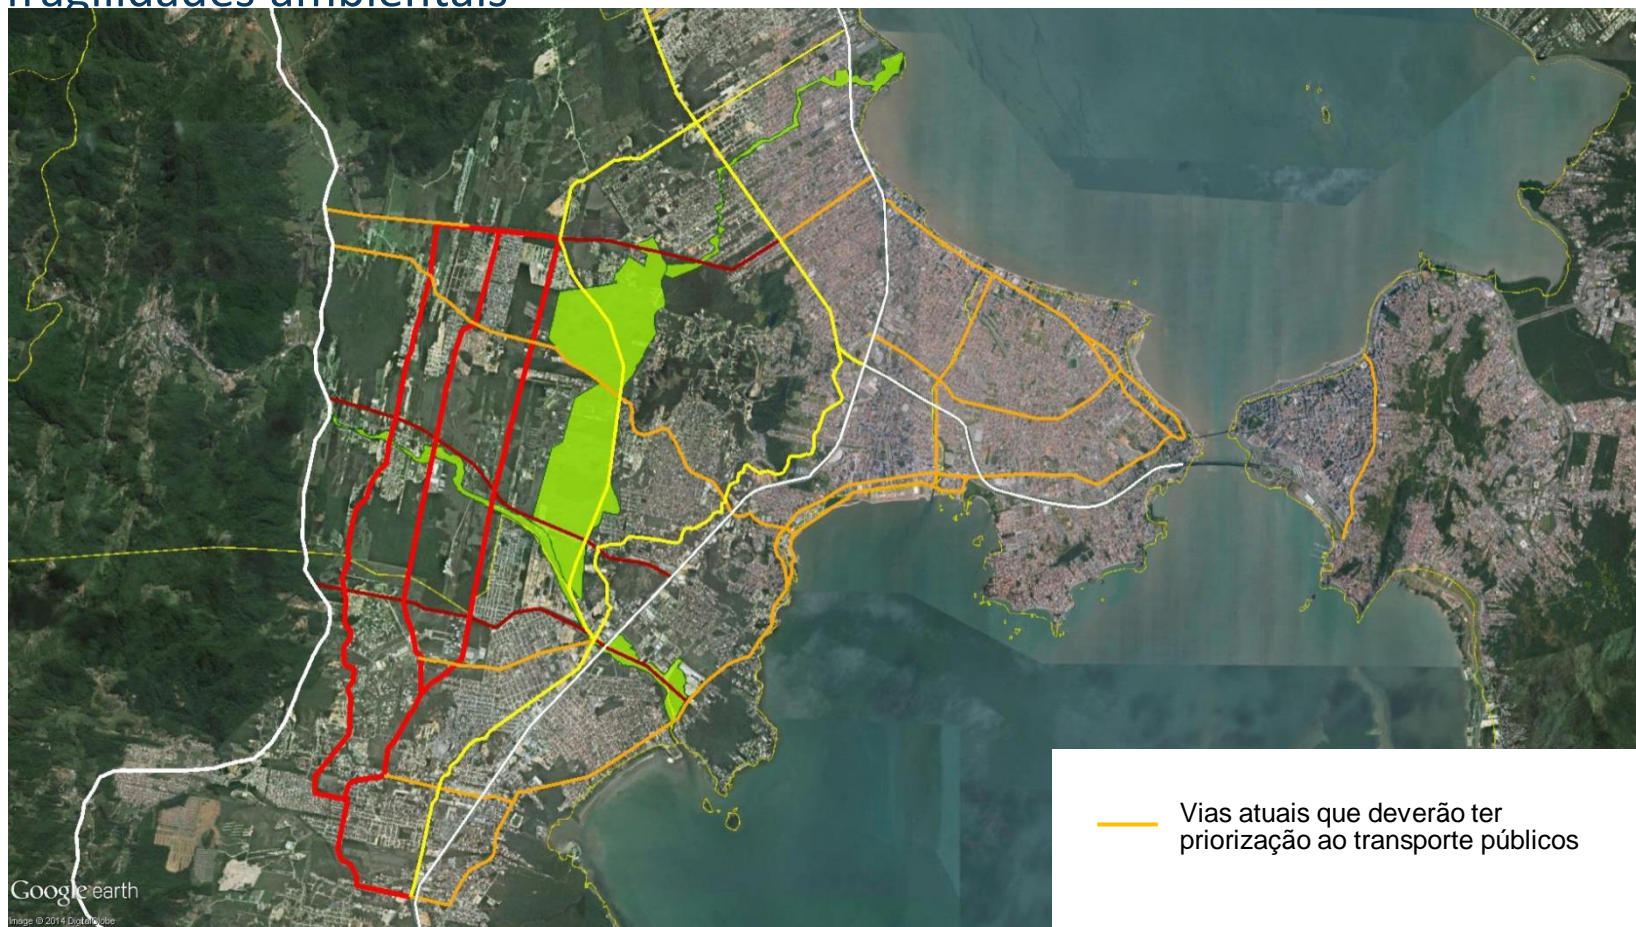 fragilidades ambientais
Vias atuais que deverão ter
priorização ao transporte públicos
Google earth
Image © 2014 DigitalGlobe